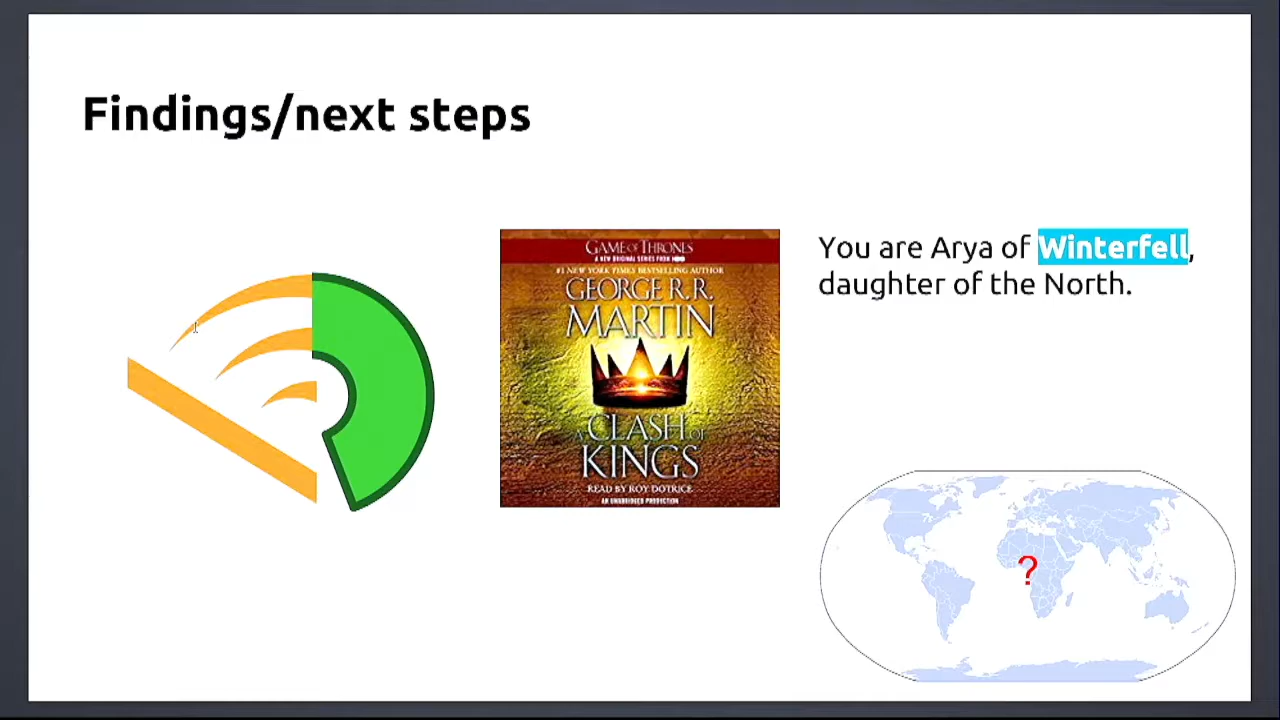 Findings/next steps
GAME OF THRONES
A NEW ORIGINAL SERIES FROM HBO
#1 NEW YORK TIMES BESTSELLING AUTHOR
GEORGE R.R.
MARTIN
A CLASH OF
KINGS
READ BY ROY DOTRICE
AN UNABRIDGED PRODUCTION
You are Arya of Winterfell,
daughter of the North.
?